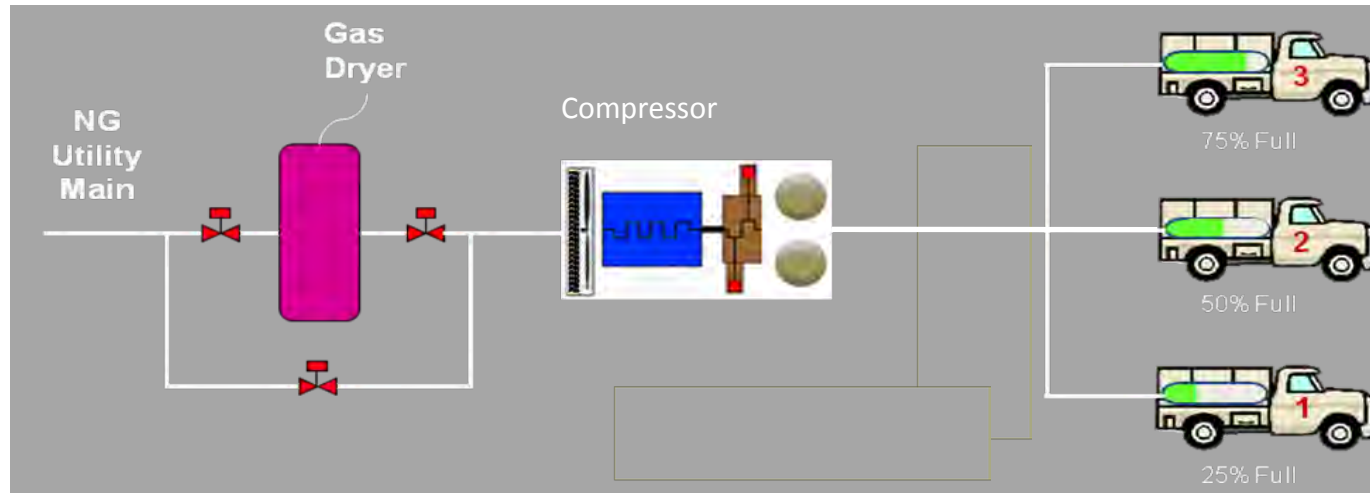 Gas
Dryer
NG
Utility
Main
Compressor
3
75% Full
2
50% Full
1
25% Full